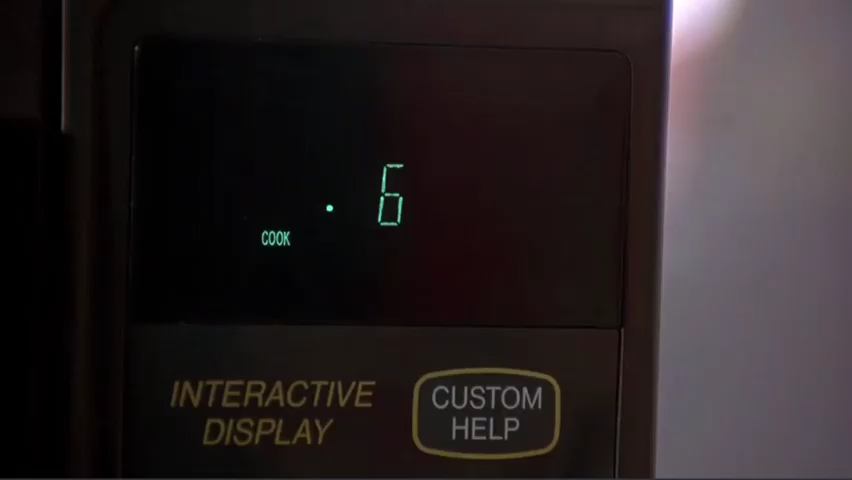 . 6
COOK
INTERACTIVE
DISPLAY
CUSTOM
HELP